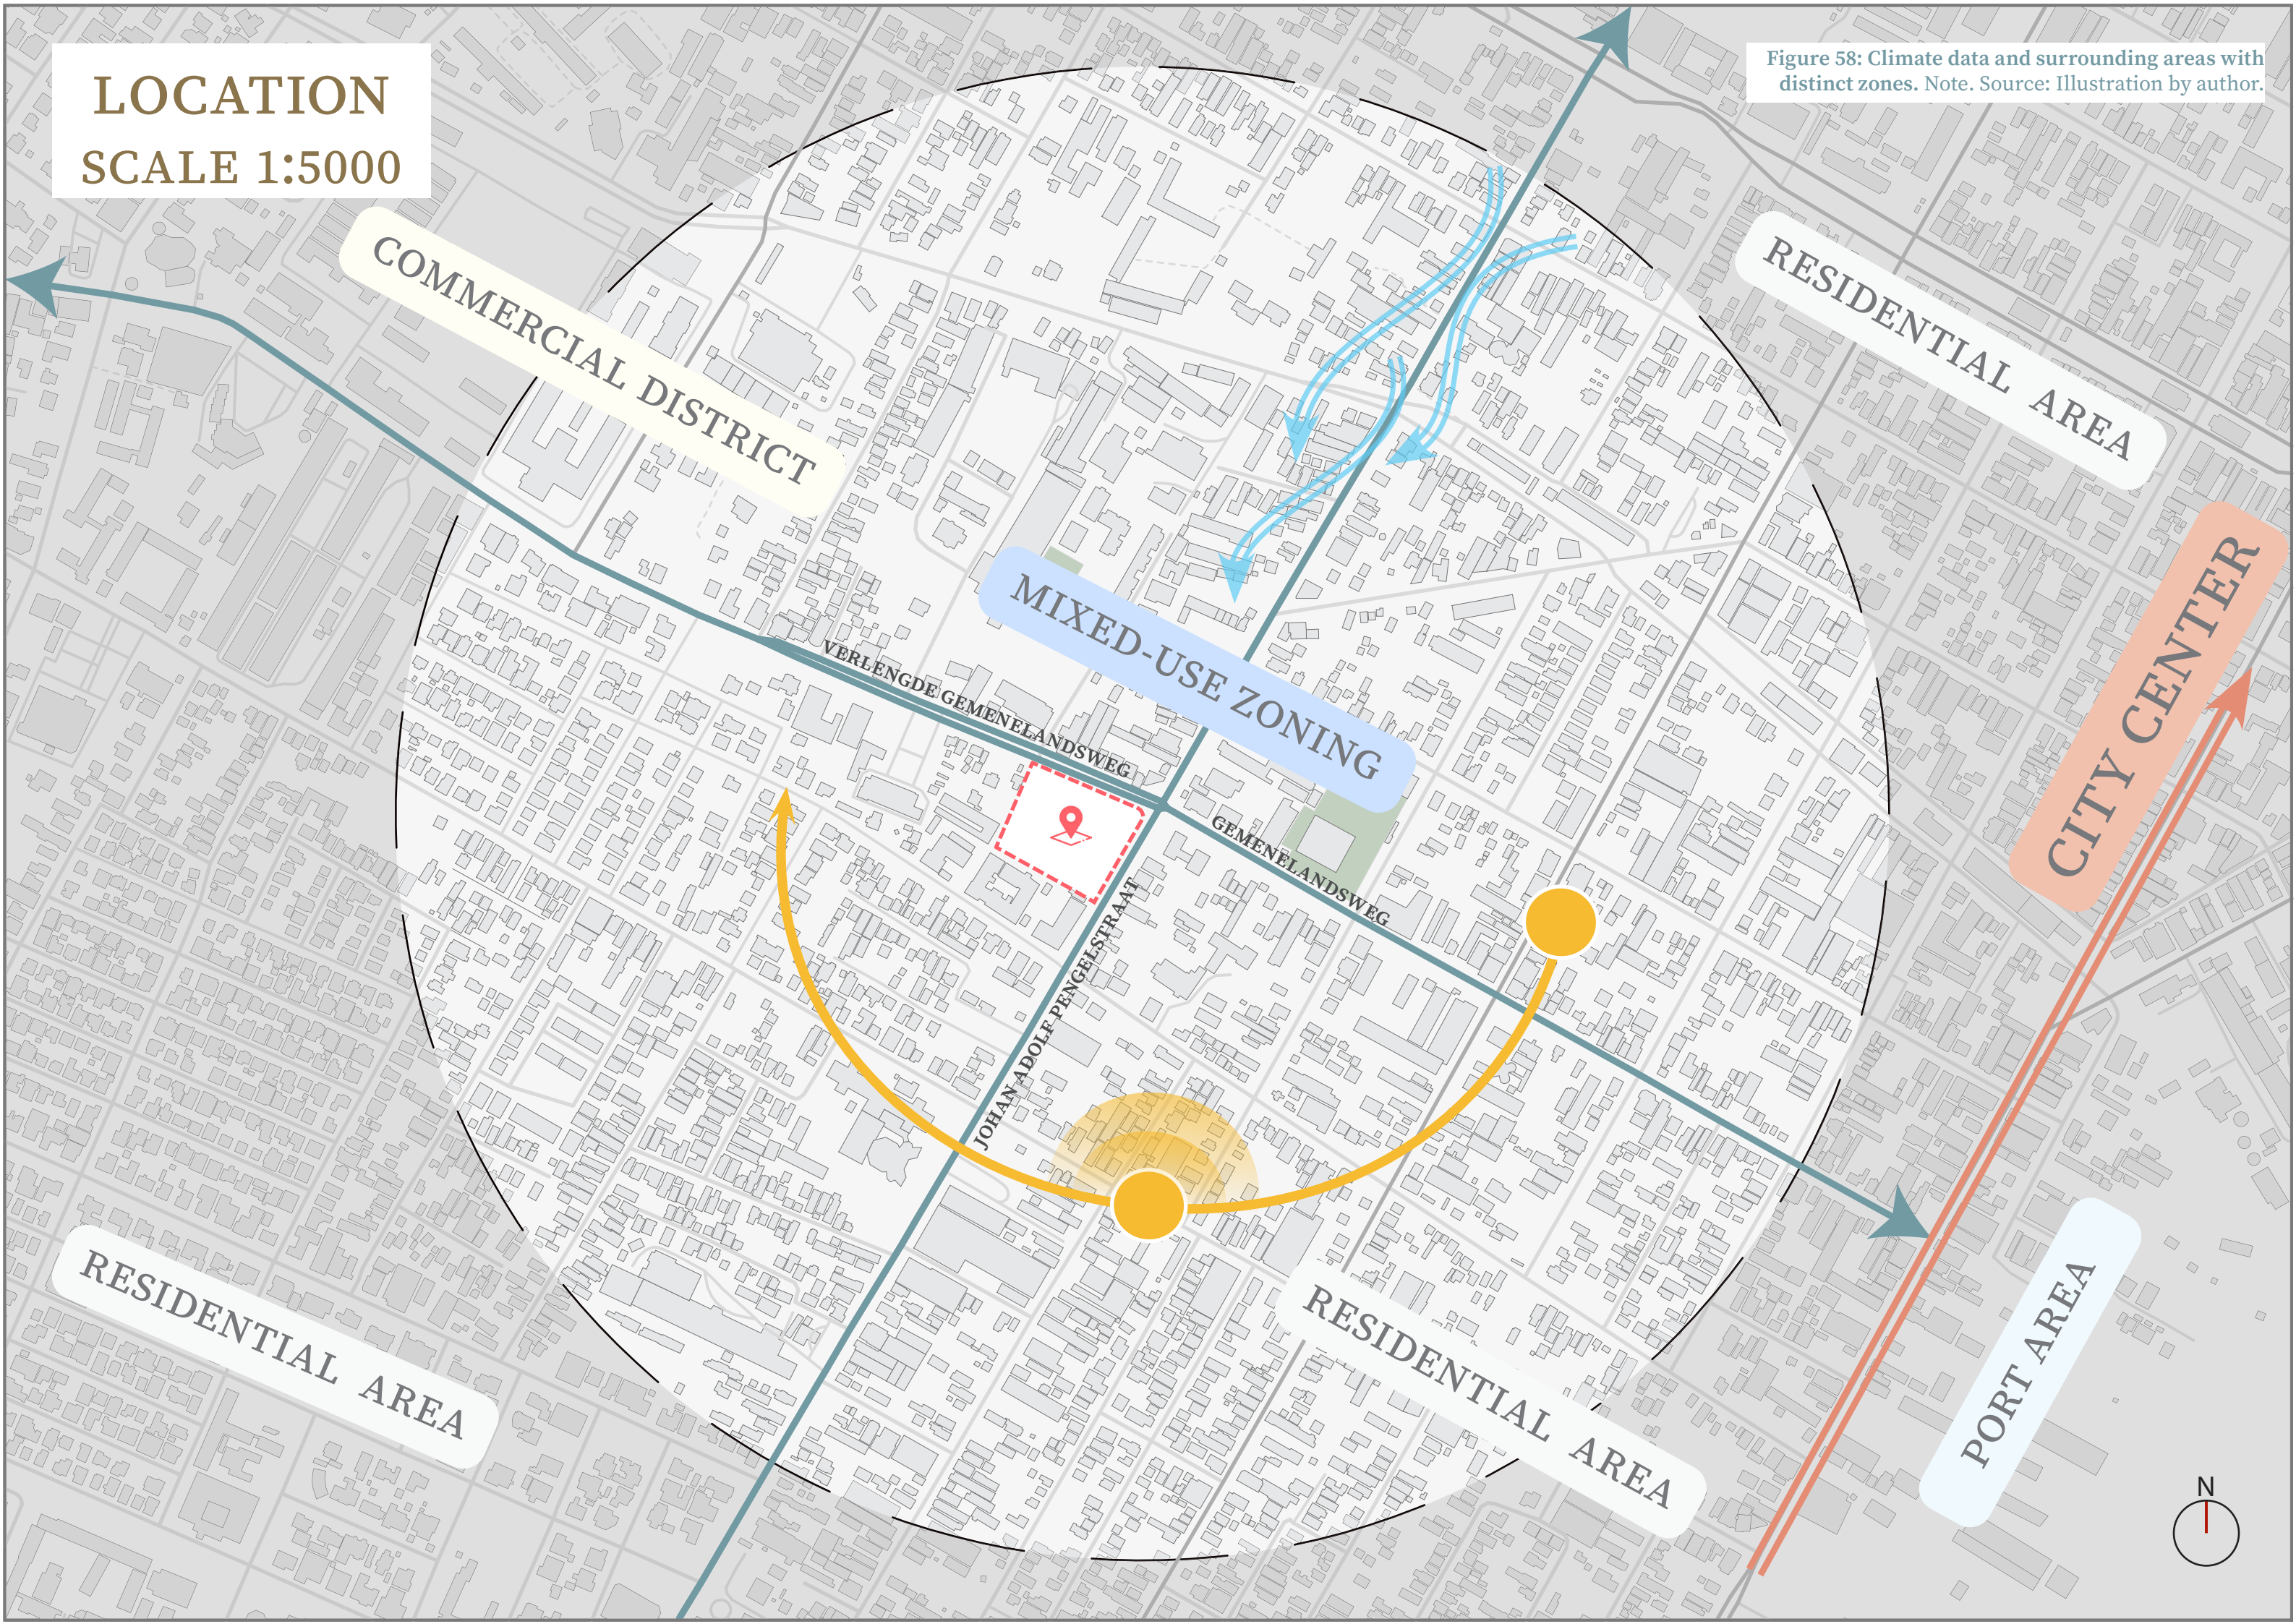 LOCATION
SCALE 1:5000
Figure 58: Climate data and surrounding areas with
distinct zones. Note. Source: Illustration by author.
COMMERCIAL DISTRICT
RESIDENTIAL AREA
MIXED-USE ZONING
CITY CENTER
VERLENGDE GEMENELANDSWEG
GEMENELANDSWEG
JOHAN ADOLF PENGELSTRAAT
RESIDENTIAL AREA
RESIDENTIAL AREA
PORT AREA
N